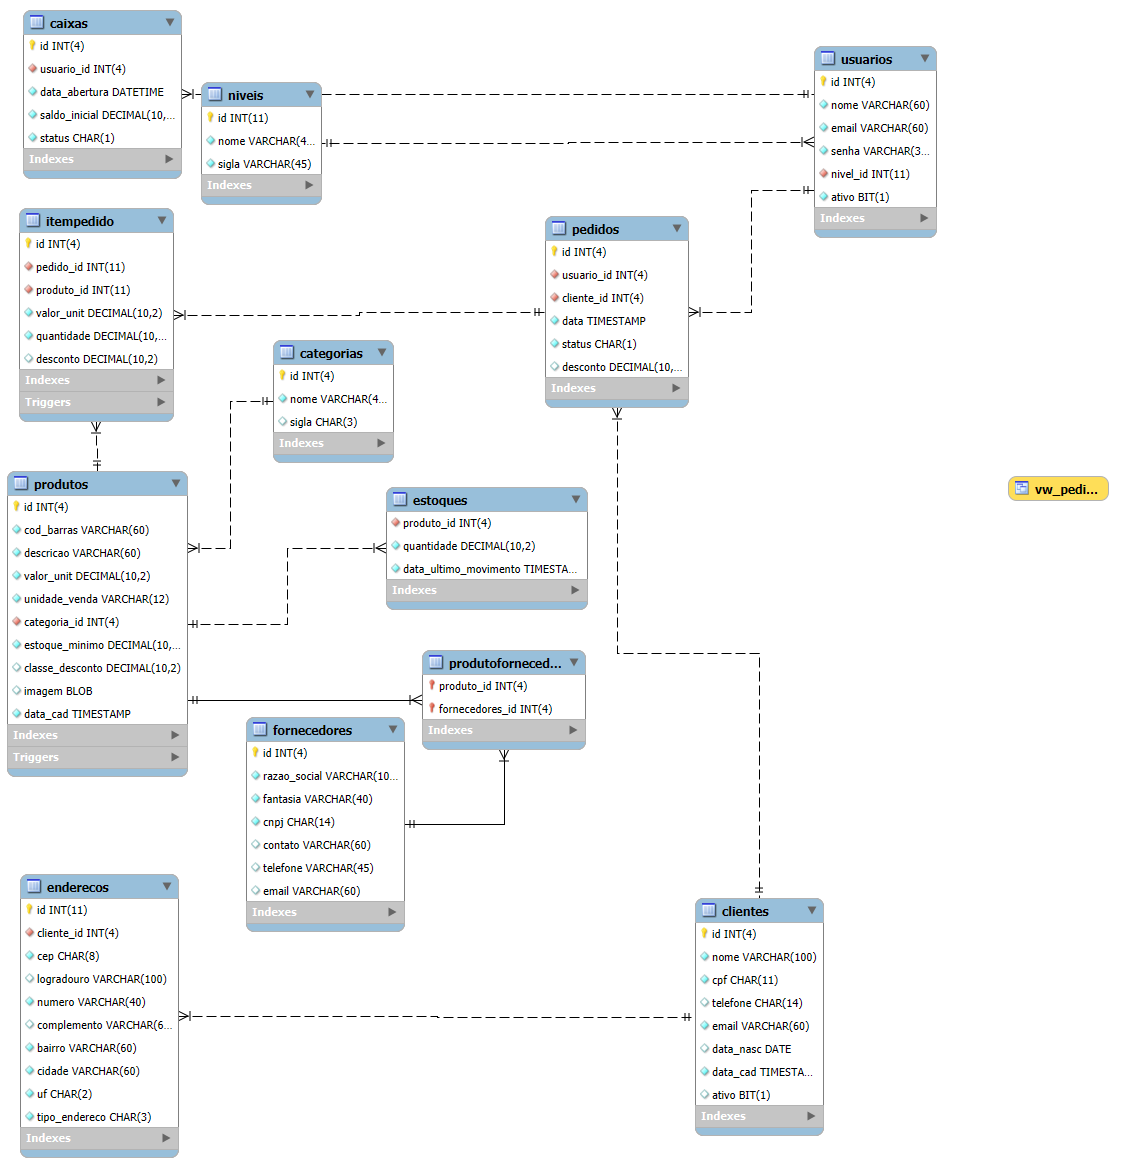 caixas
id INT(4)
usuario_id INT(4)
data_abertura DATETIME
saldo_inicial DECIMAL(10,...
status CHAR(1)
Indexes
niveis
id INT(11)
nome VARCHAR(4...
sigla VARCHAR(45)
Indexes
usuarios
id INT(4)
nome VARCHAR(60)
email VARCHAR(60)
senha VARCHAR(3...
nivel_id INT(11)
ativo BIT(1)
Indexes
itempedido
id INT(4)
pedido_id INT(11)
produto_id INT(11)
valor_unit DECIMAL(10,2)
quantidade DECIMAL(10,...
desconto DECIMAL(10,2)
Indexes
Triggers
pedidos
id INT(4)
usuario_id INT(4)
cliente_id INT(4)
data TIMESTAMP
status CHAR(1)
desconto DECIMAL(10,...
Indexes
categorias
id INT(4)
nome VARCHAR(4...
sigla CHAR(3)
Indexes
produtos
id INT(4)
cod_barras VARCHAR(60)
descricao VARCHAR(60)
valor_unit DECIMAL(10,2)
unidade_venda VARCHAR(12)
categoria_id INT(4)
estoque_minimo DECIMAL(10,...
classe_desconto DECIMAL(10,2)
imagem BLOB
data_cad TIMESTAMP
Indexes
Triggers
estoques
produto_id INT(4)
quantidade DECIMAL(10,2)
data_ultimo_movimento TIMESTA...
Indexes
vw_pedi...
produtoforneced...
produto_id INT(4)
fornecedores_id INT(4)
Indexes
fornecedores
id INT(4)
razao_social VARCHAR(10...
fantasia VARCHAR(40)
cnpj CHAR(14)
contato VARCHAR(60)
telefone VARCHAR(45)
email VARCHAR(60)
Indexes
enderecos
id INT(11)
cliente_id INT(4)
cep CHAR(8)
logradouro VARCHAR(100)
numero VARCHAR(40)
complemento VARCHAR(6...
bairro VARCHAR(60)
cidade VARCHAR(60)
uf CHAR(2)
tipo_endereco CHAR(3)
Indexes
clientes
id INT(4)
nome VARCHAR(100)
cpf CHAR(11)
telefone CHAR(14)
email VARCHAR(60)
data_nasc DATE
data_cad TIMESTA...
ativo BIT(1)
Indexes